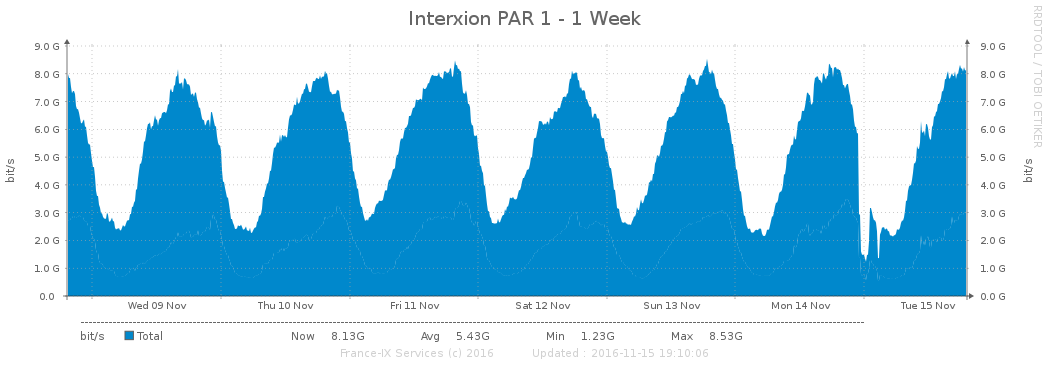 Interxion PAR 1 - 1 Week
RRDTOOL / TOBI OETIKER
9.0 G 9.0 G
8.0 G 8.0 G
7.0 G 7.0 G
6.0 G 6.0 G
5.0 G 5.0 G
4.0 G 4.0 G
3.0 G 3.0 G
2.0 G 2.0 G
1.0 G 1.0 G
0.0 0.0 G
bit/s bit/s
Wed 09 Nov Thu 10 Nov Fri 11 Nov Sat 12 Nov Sun 13 Nov Mon 14 Nov Tue 15 Nov
bit/s Total Now 8.13G Avg 5.43G Min 1.23G Max 8.53G
France-IX Services (c) 2016 Updated : 2016-11-15 19:10:06